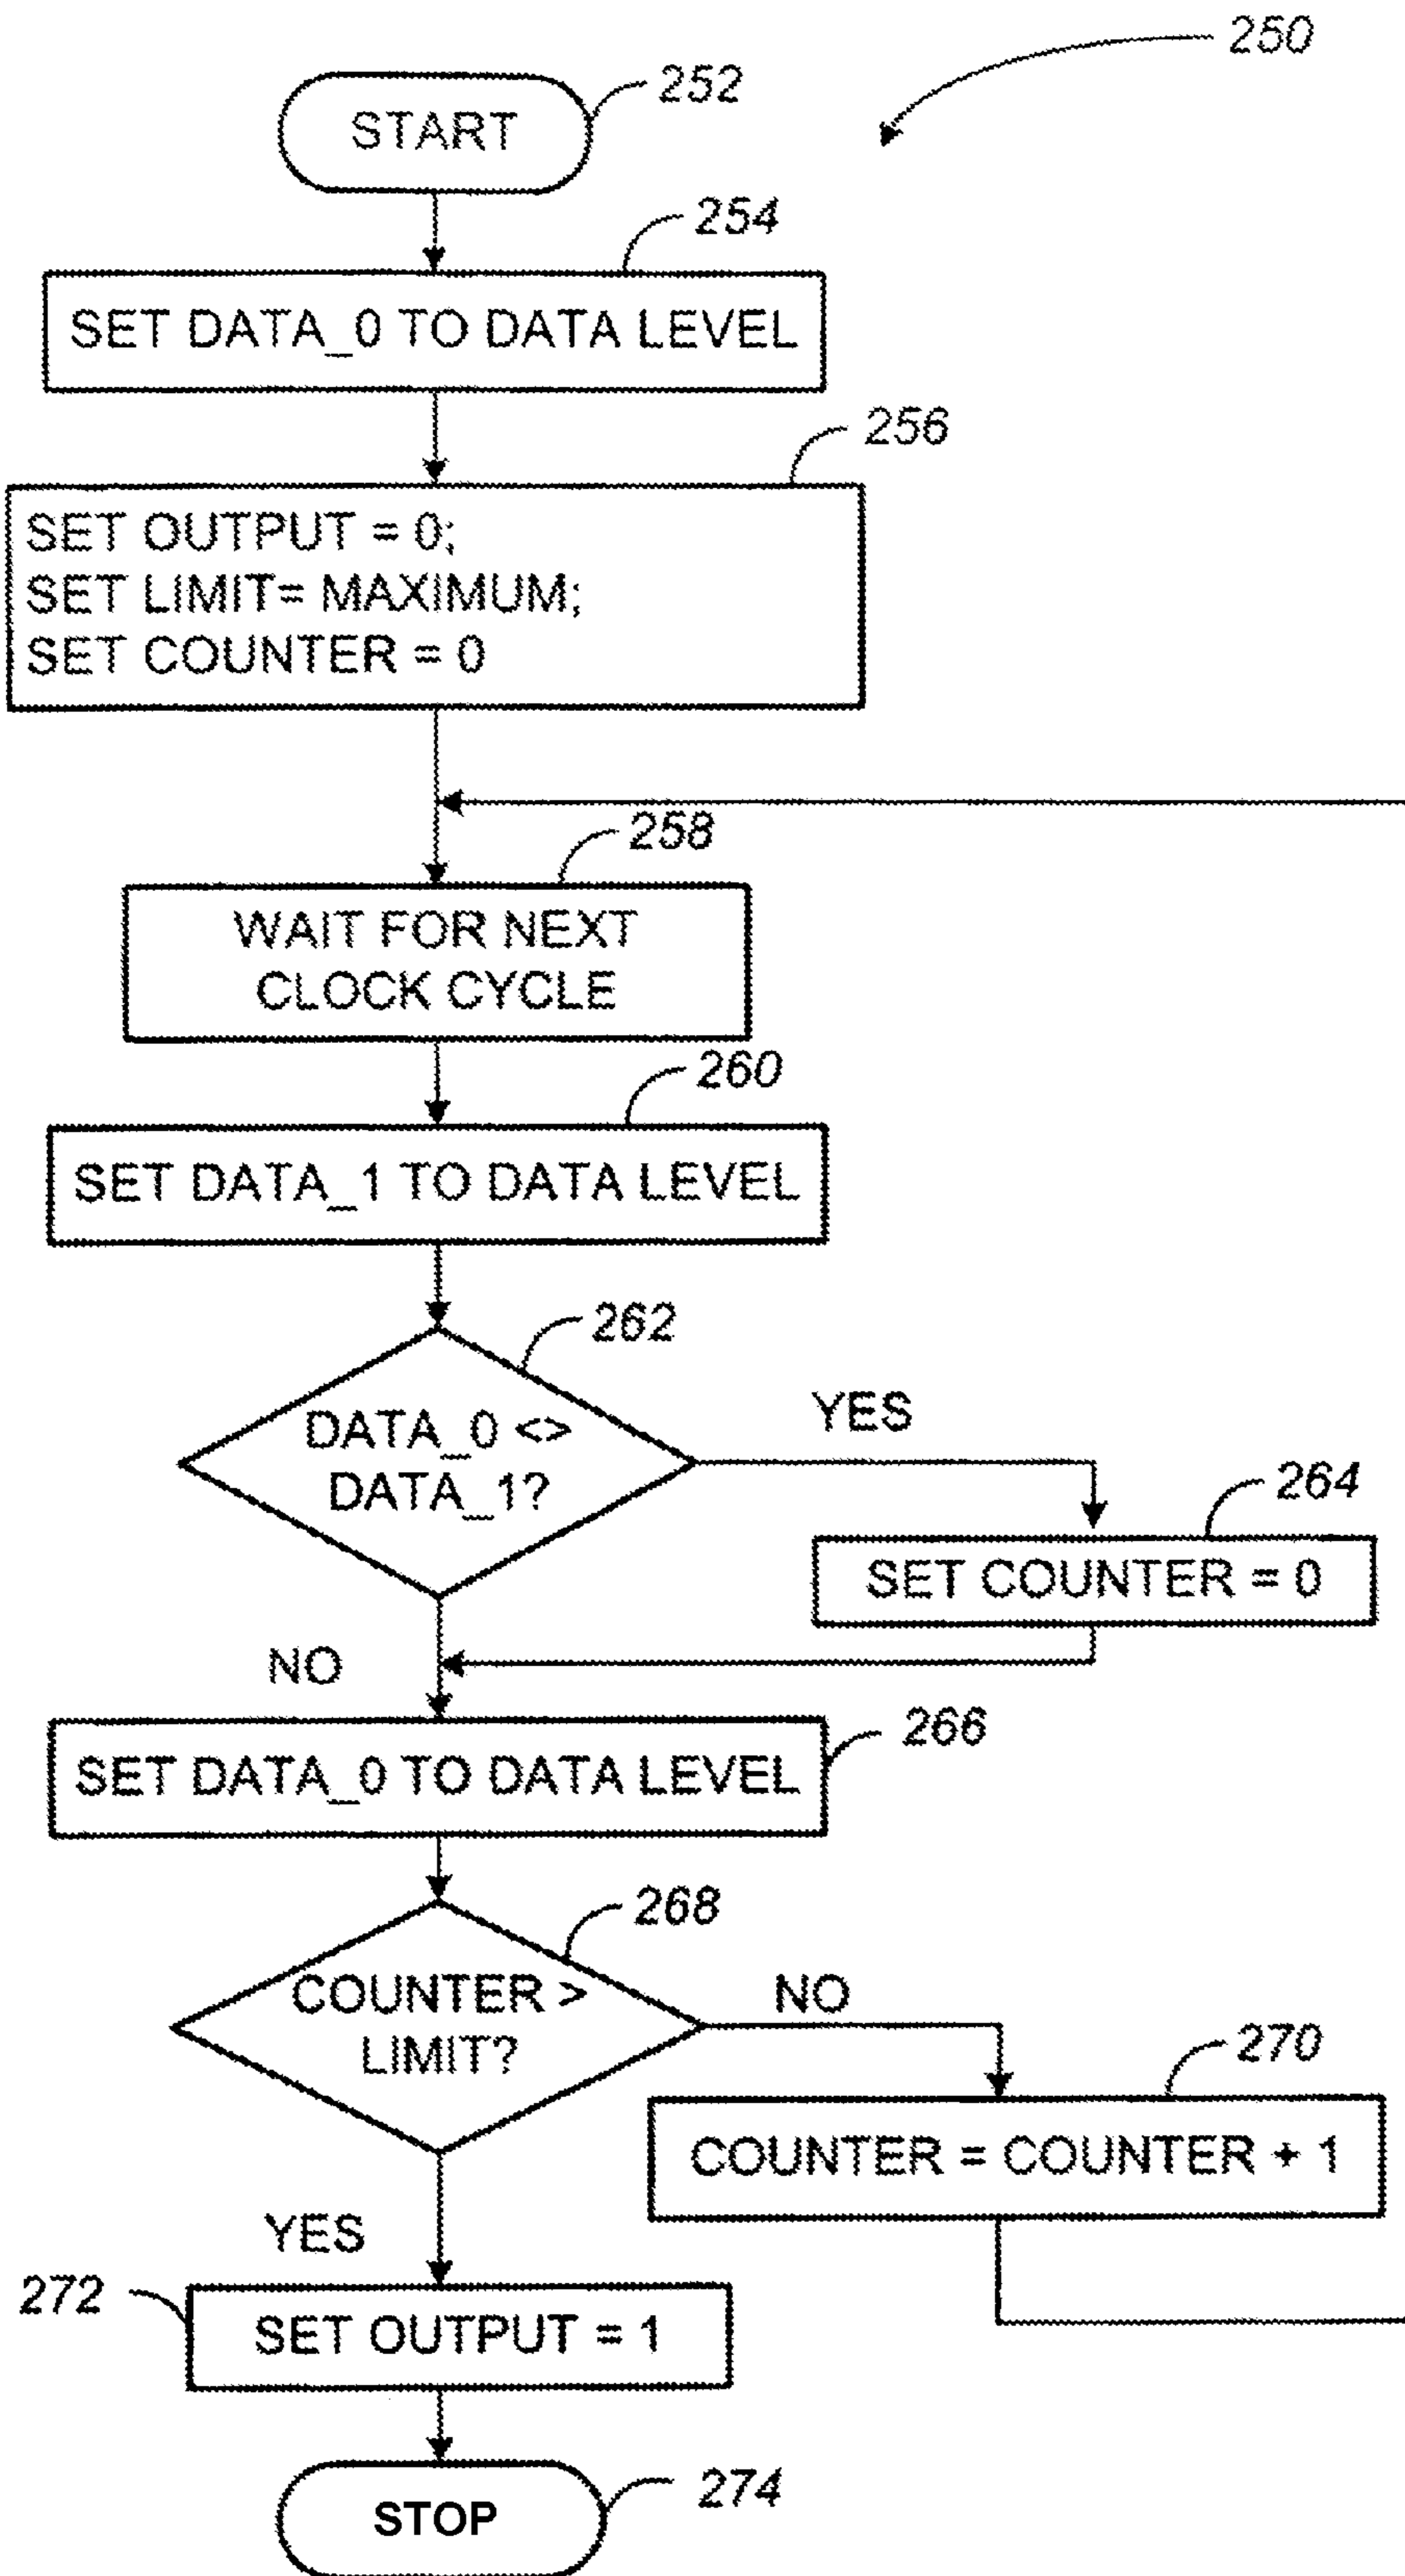 250
252
START
254
SET DATA_0 TO DATA LEVEL
256
SET OUTPUT = 0;
SET LIMIT= MAXIMUM;
SET COUNTER = 0
258
WAIT FOR NEXT
CLOCK CYCLE
260
SET DATA_1 TO DATA LEVEL
262
DATA_0 <>
DATA_1?
YES
264
SET COUNTER = 0
NO
266
SET DATA_0 TO DATA LEVEL
268
COUNTER >
LIMIT?
NO
270
COUNTER = COUNTER + 1
YES
272
SET OUTPUT = 1
STOP
274